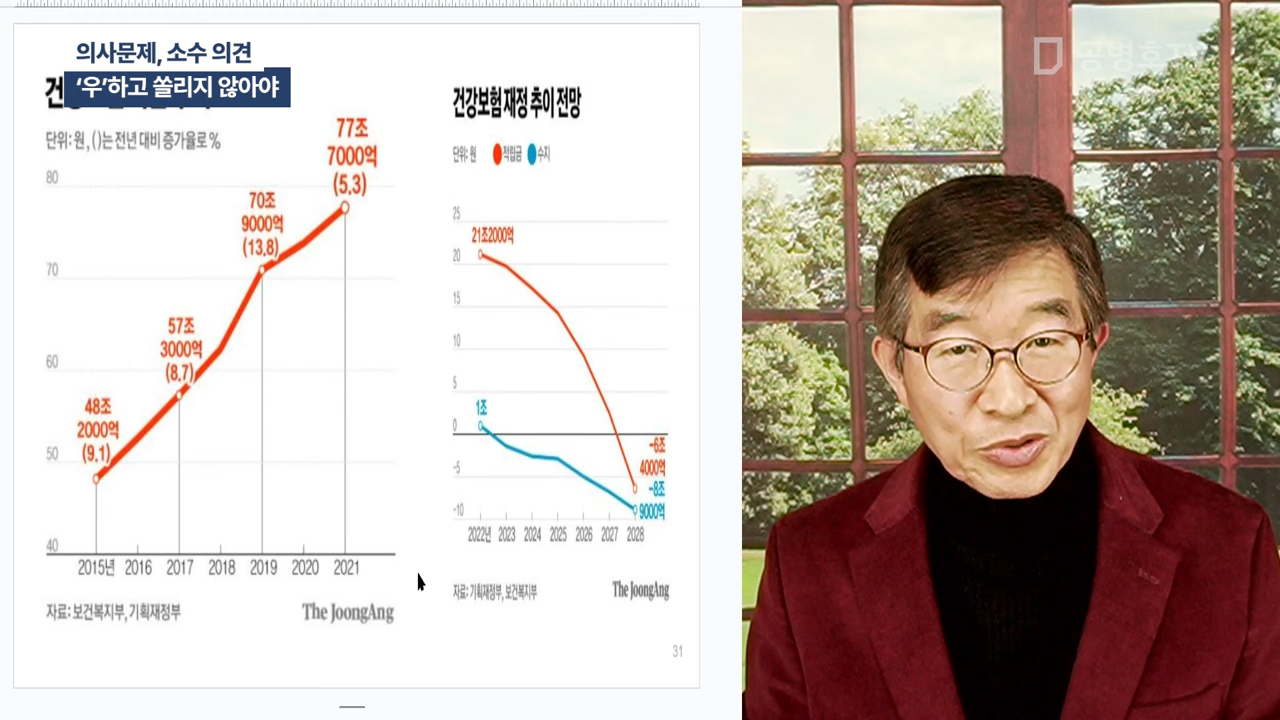 의사문제, 소수 의견
‘우’하고 쏠리지 않아야
건
단위: 원, ( )는 전년 대비 증가율로 %
80
70
60
50
40
48조
2000억
(9.1)
57조
3000억
(8.7)
70조
9000억
(13.8)
77조
7000억
(5.3)
2015년 2016 2017 2018 2019 2020 2021
자료: 보건복지부, 기획재정부
The JoongAng
건강보험 재정 추이 전망
단위: 원 적립금 수지
25
20
15
10
5
0
-5
-10
21조2000억
1조
-6조
4000억
-8조
9000억
2022년 2023 2024 2025 2026 2027 2028
자료: 기획재정부, 보건복지부
The JoongAng
31
공병호TV